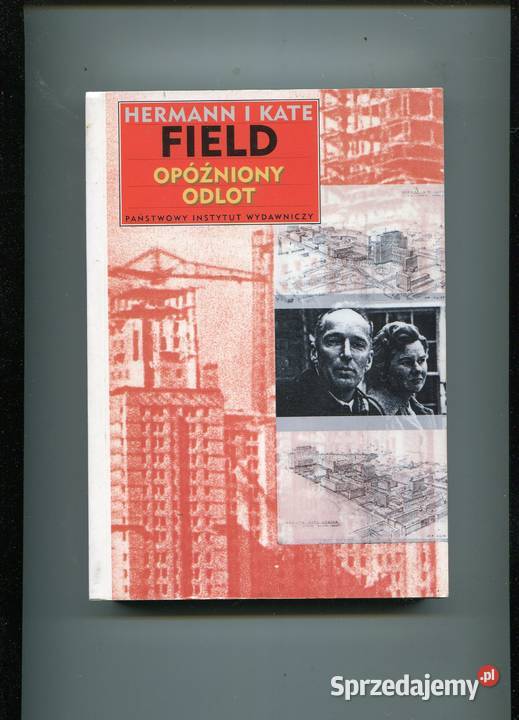 HERMANN I KATE
FIELD
OPÓŹNIONY
ODLOT
PAŃSTWOWY INSTYTUT WYDAWNICZY
Sprzedajemy.pl